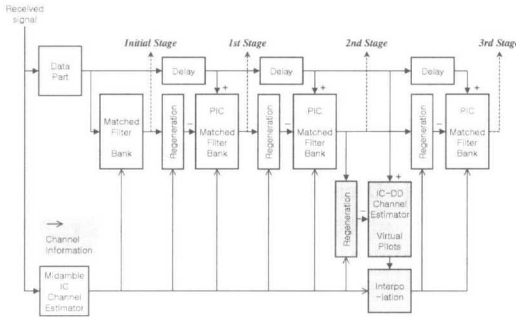 Received
signal
Initial Stage
1st Stage
2nd Stage
3rd Stage
Data
Part
Delay
Delay
Delay
+
+
+
Matched
Filter
Bank
Regeneration
−
PIC
Matched
Filter
Bank
Regeneration
−
PIC
Matched
Filter
Bank
Regeneration
−
PIC
Matched
Filter
Bank
Regeneration
−
+
IC-DD
Channel
Estimator
Virtual
Pilots
Channel
Information
Midamble
IC
Channel
Estimator
Interpo
-lation